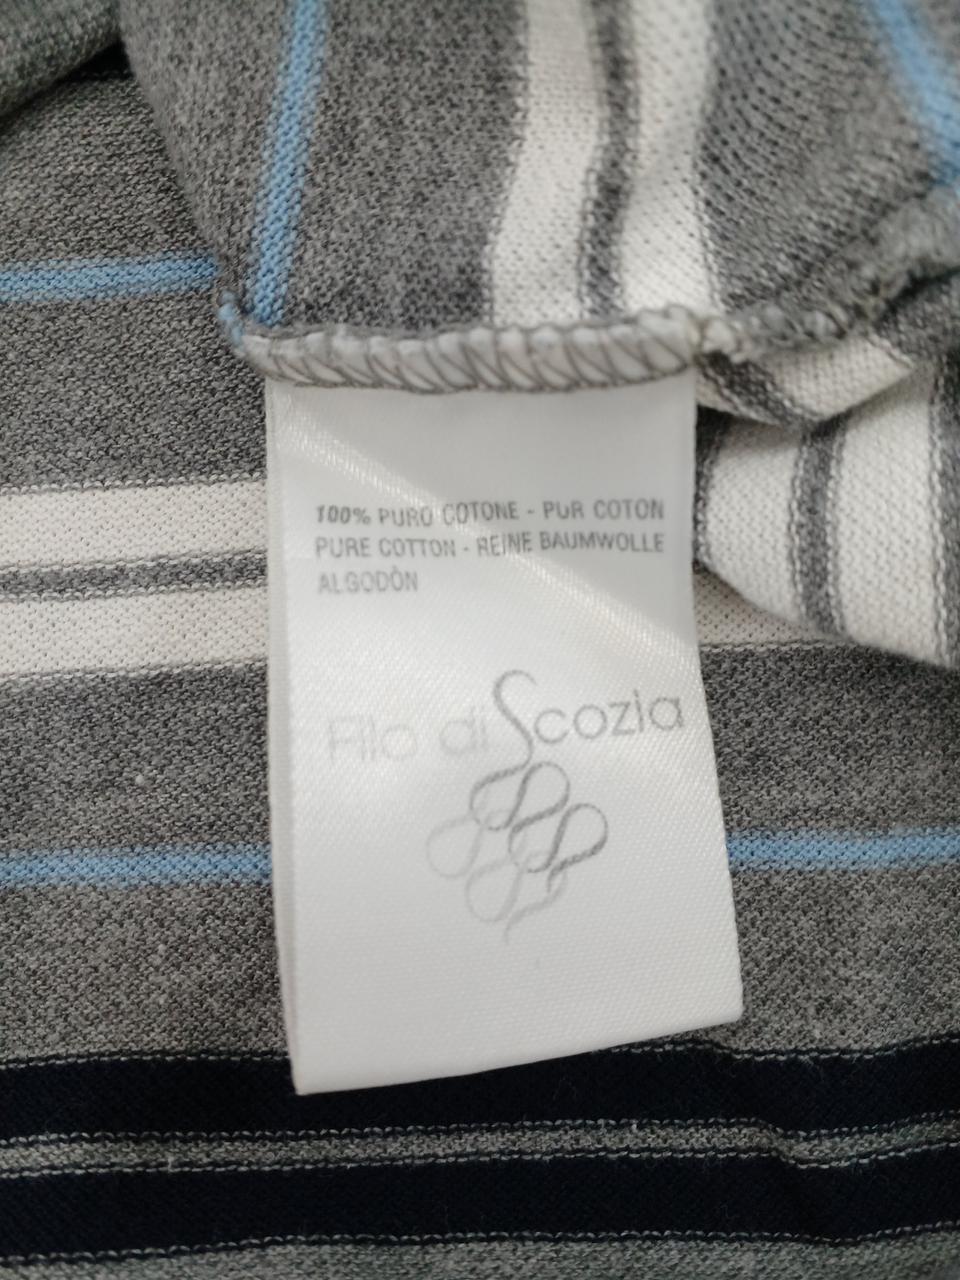 100% PURO COTONE - PUR COTON
PURE COTTON - REINE BAUMWOLLE
ALGODÒN
Filo di Scozia